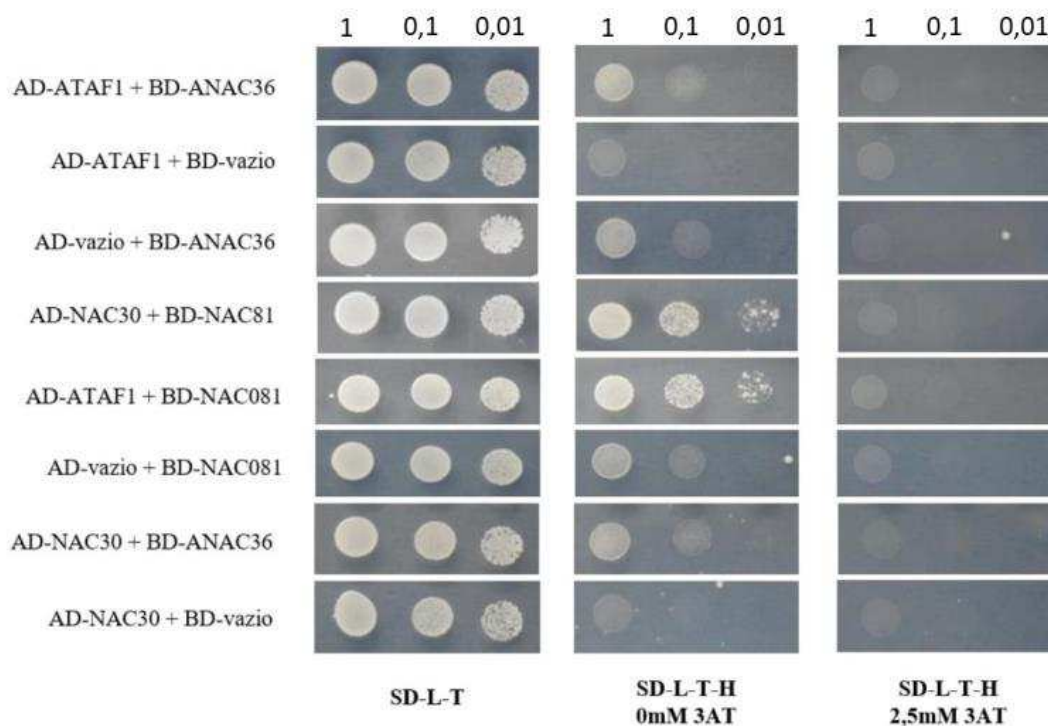 1 0,1 0,01 1 0,1 0,01 1 0,1 0,01
AD-ATAF1 + BD-ANAC36
AD-ATAF1 + BD-vazio
AD-vazio + BD-ANAC36
AD-NAC30 + BD-NAC81
AD-ATAF1 + BD-NAC081
AD-vazio + BD-NAC081
AD-NAC30 + BD-ANAC36
AD-NAC30 + BD-vazio
SD-L-T SD-L-T-H SD-L-T-H
0mM 3AT 2,5mM 3AT